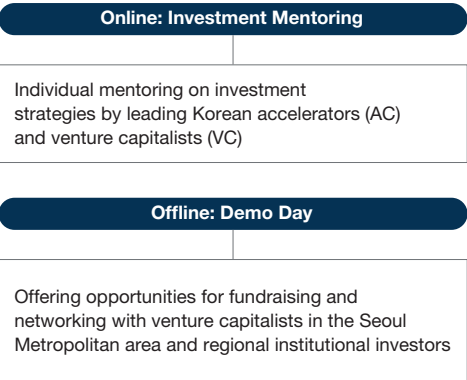 Online: Investment Mentoring
Individual mentoring on investment
strategies by leading Korean accelerators (AC)
and venture capitalists (VC)
Offline: Demo Day
Offering opportunities for fundraising and
networking with venture capitalists in the Seoul
Metropolitan area and regional institutional investors